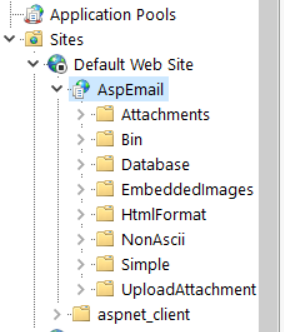 Application Pools
Sites
Default Web Site
AspEmail
Attachments
Bin
Database
EmbeddedImages
HtmlFormat
NonAscii
Simple
UploadAttachment
aspnet_client